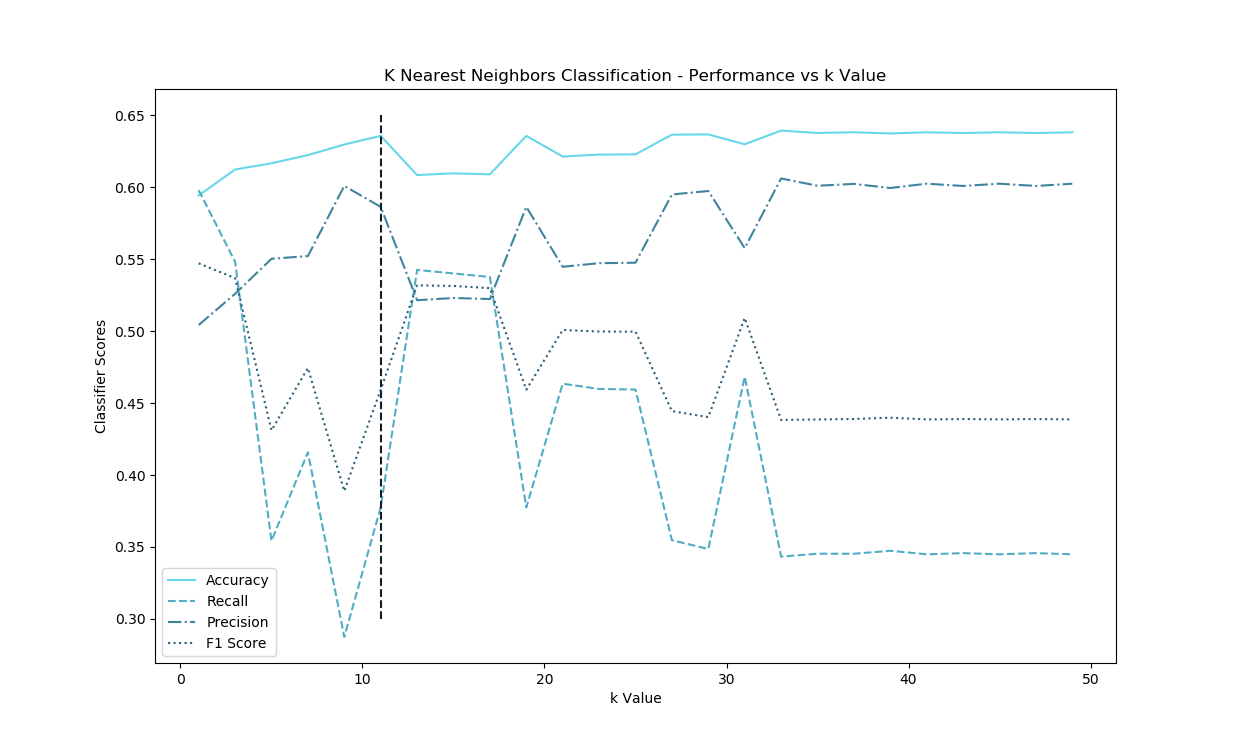 K Nearest Neighbors Classification - Performance vs k Value
Classifier Scores
0.65
0.60
0.55
0.50
0.45
0.40
0.35
0.30
Accuracy
Recall
Precision
F1 Score
0 10 20 30 40 50
k Value